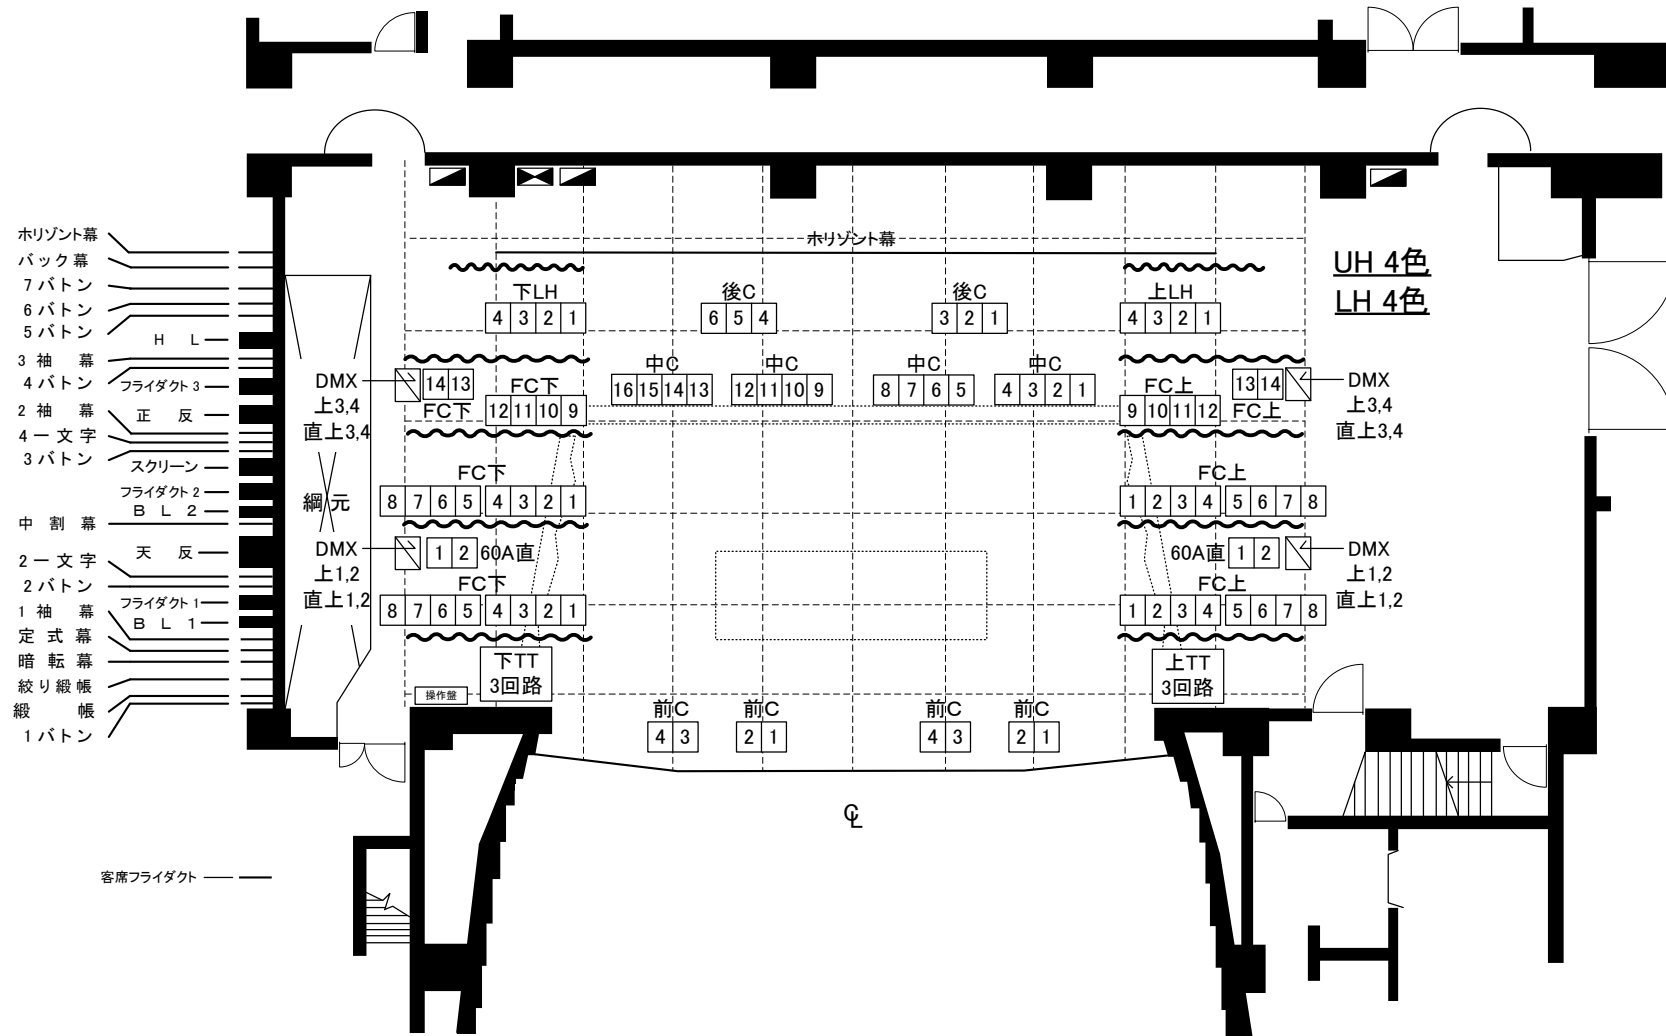 ホリゾント幕
バック幕
7バトン
6バトン
5バトン
H L
3 袖 幕
4バトン
フライダクト3
2 袖 幕
正 反
4一文字
3バトン
スクリーン
フライダクト2
B L 2
中 割 幕
天 反
2一文字
2バトン
フライダクト1
1 袖 幕
B L 1
定 式 幕
暗 転 幕
絞り緞帳
緞 帳
1バトン
客席フライダクト
ホリゾント幕
UH 4色
LH 4色
下LH
4 3 2 1
後C
6 5 4
後C
3 2 1
上LH
4 3 2 1
DMX
上3,4
直上3,4
14 13
FC下
FC下
12 11 10 9
中C
16 15 14 13
中C
12 11 10 9
中C
8 7 6 5
中C
4 3 2 1
FC上
9 10 11 12
13 14
FC上
DMX
上3,4
直上3,4
綱元
FC下
8 7 6 5 4 3 2 1
FC上
1 2 3 4 5 6 7 8
DMX
上1,2
直上1,2
1 2 60A直
60A直 1 2
DMX
上1,2
直上1,2
FC下
8 7 6 5 4 3 2 1
FC上
1 2 3 4 5 6 7 8
下TT
3回路
上TT
3回路
操作盤
前C
4 3
前C
2 1
前C
4 3
前C
2 1
℄